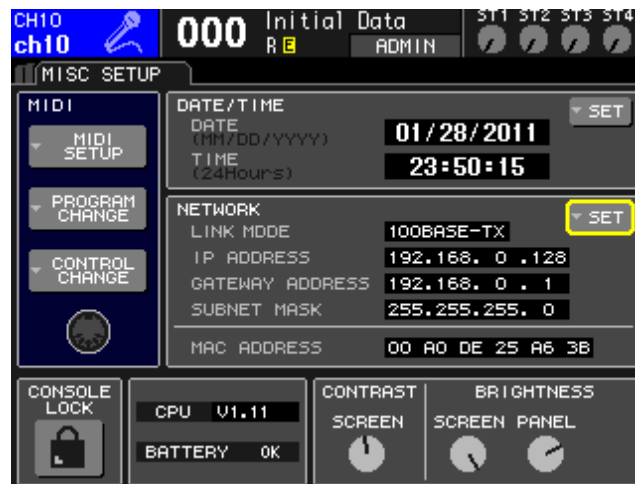 CH10
ch10
000
Initial Data
R E
ADMIN
ST1 ST2 ST3 ST4
MISC SETUP
MIDI
MIDI
SETUP
PROGRAM
CHANGE
CONTROL
CHANGE
DATE/TIME
SET
DATE
(MM/DD/YYYY)
01/28/2011
TIME
(24Hours)
23:50:15
NETWORK
SET
LINK MODE 100BASE-TX
IP ADDRESS 192.168. 0 .128
GATEWAY ADDRESS 192.168. 0 . 1
SUBNET MASK 255.255.255. 0
MAC ADDRESS 00 A0 DE 25 A6 3B
CONSOLE
LOCK
CPU V1.11
BATTERY OK
CONTRAST
SCREEN
BRIGHTNESS
SCREEN PANEL